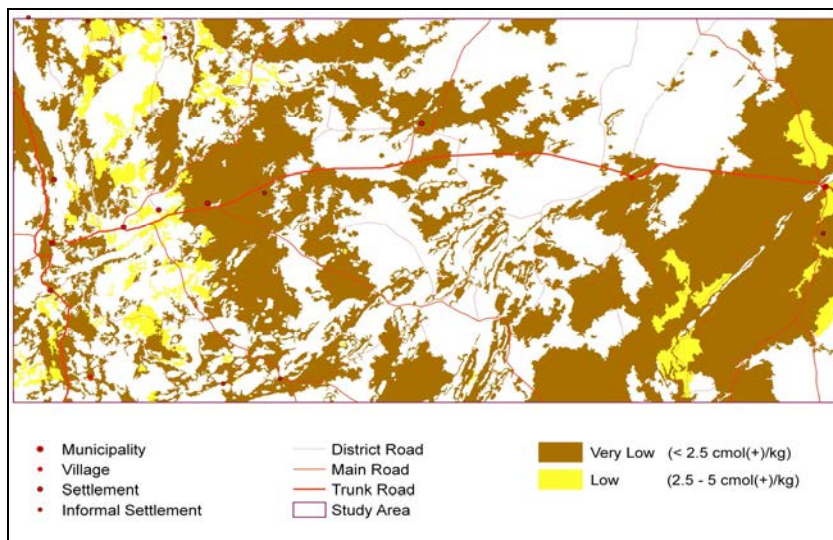 Municipality
Village
Settlement
Informal Settlement
District Road
Main Road
Trunk Road
Study Area
Very Low (< 2.5 cmol(+)/kg)
Low (2.5 - 5 cmol(+)/kg)